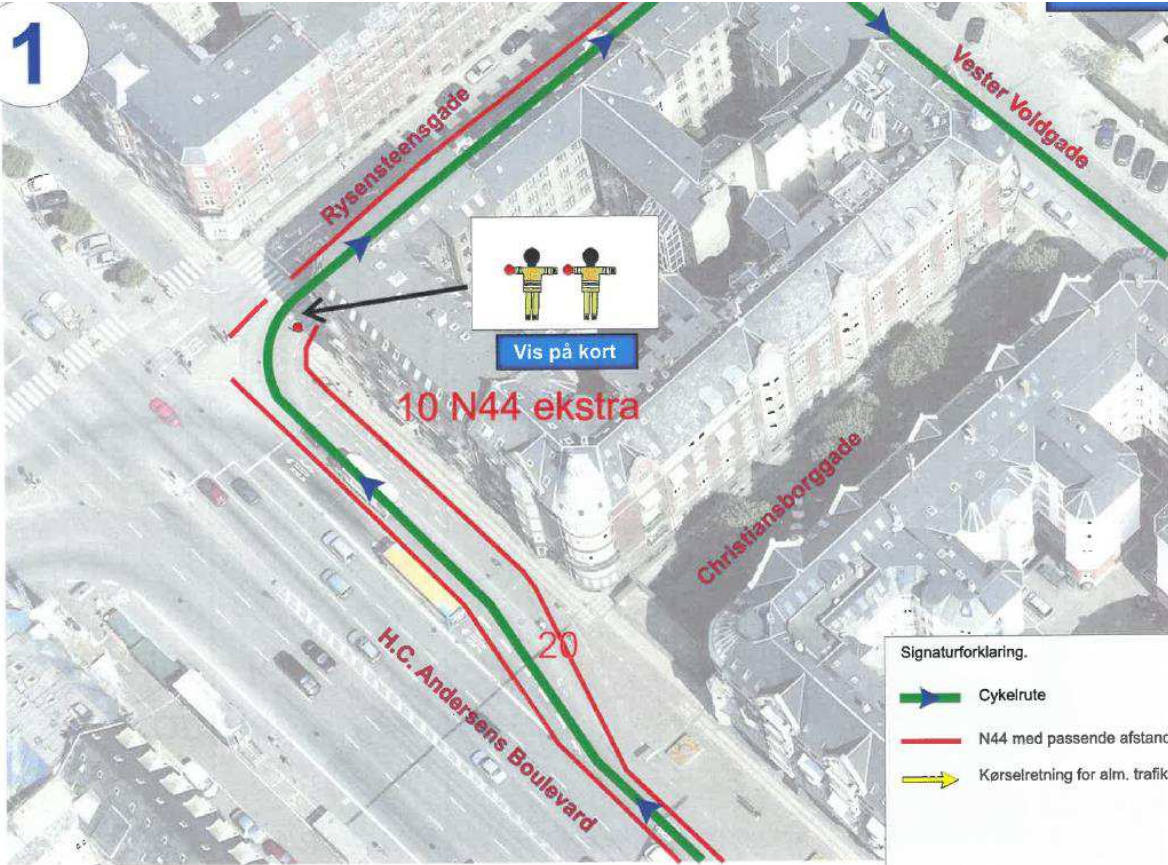 1
Rysensteensgade
Vester Voldgade
Vis på kort
10 N44 ekstra
Christiansborggade
20
H.C. Andersens Boulevard
Signaturforklaring.
Cykelrute
N44 med passende afstand
Kørselretning for alm. trafik